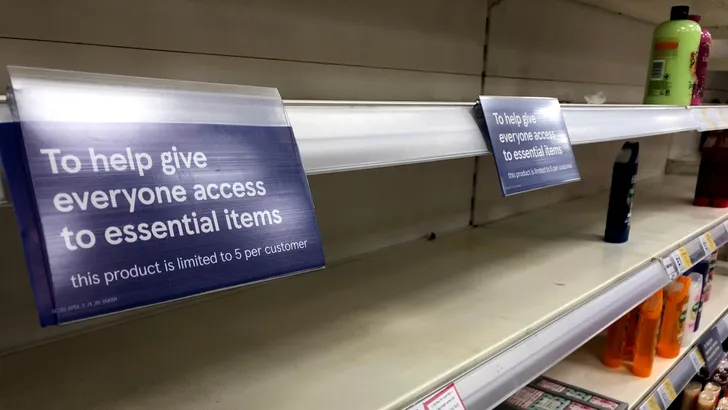 To help give
everyone access
to essential items
this product is limited to 5 per customer
To help give
everyone access
to essential items
this product is limited to 5 per customer